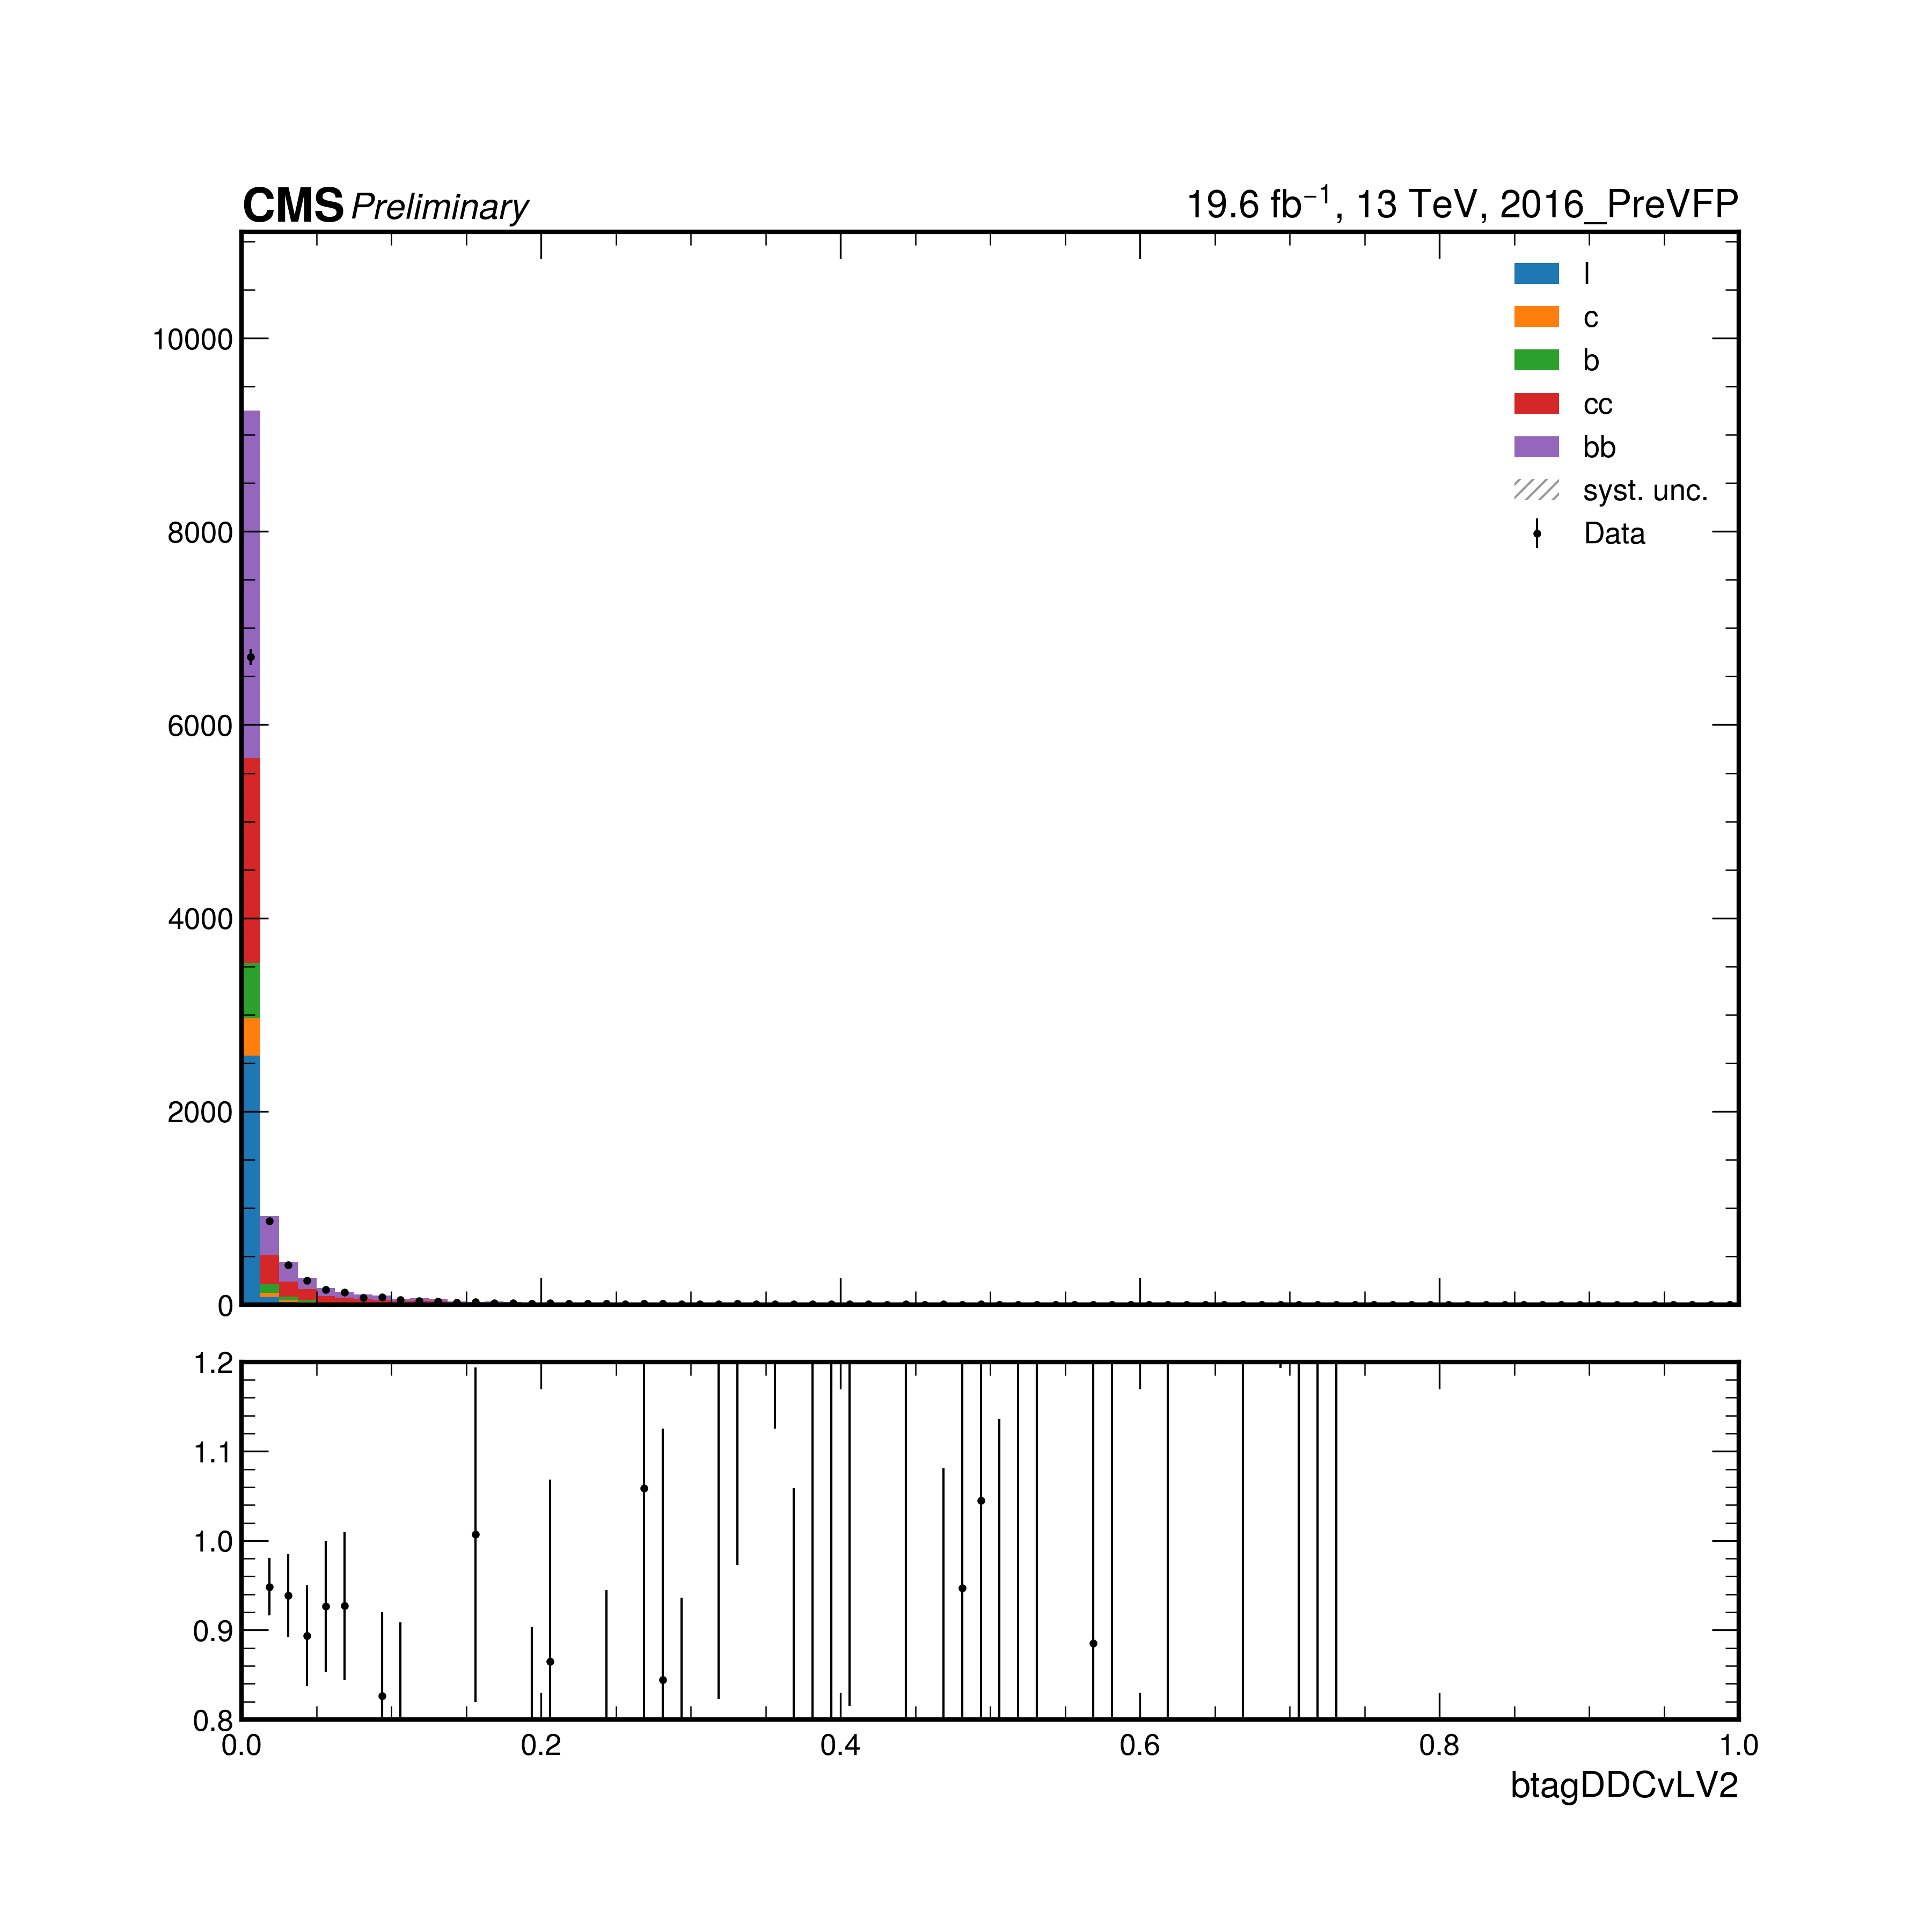 CMS Preliminary
19.6 fb⁻¹, 13 TeV, 2016_PreVFP
l
c
b
cc
bb
syst. unc.
Data
10000
8000
6000
4000
2000
0
1.2
1.1
1.0
0.9
0.8
0.0 0.2 0.4 0.6 0.8 1.0
btagDDCvLV2